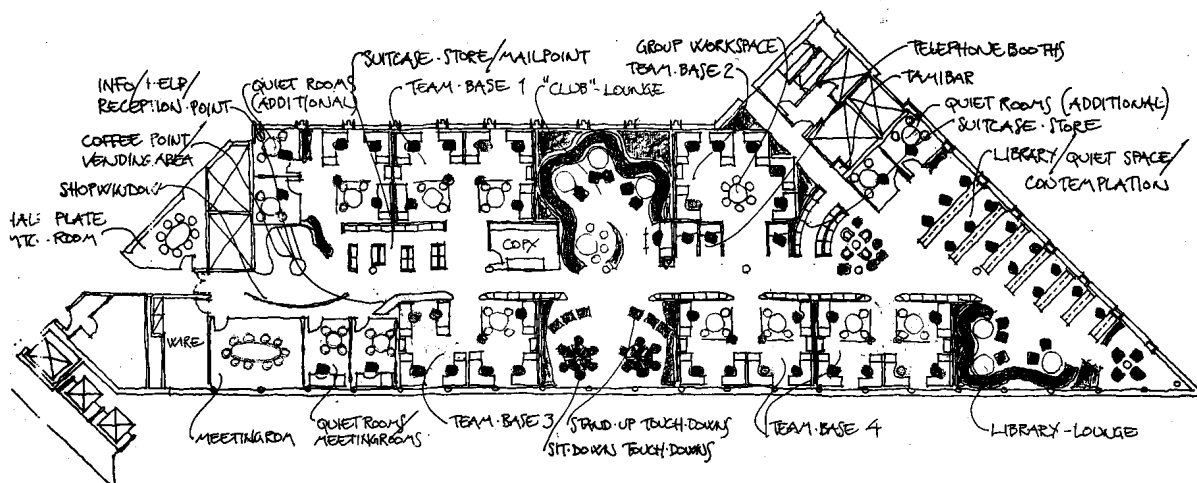 SUITCASE·STORE/MAILPOINT
INFO/HELP/
RECEPTION·POINT
QUIET ROOMS
(ADDITIONAL)
TEAM·BASE 1
"CLUB"-LOUNGE
GROUP WORKSPACE
TEAM·BASE 2
TELEPHONE BOOTHS
TAMIBAR
QUIET ROOMS (ADDITIONAL)
SUITCASE·STORE
COFFEE POINT
VENDING AREA
LIBRARY/QUIET SPACE/
CONTEMPLATION
SHOPWINDOW
PLATE
ROOM
COPY
WIRE
MEETINGROOM
QUIET ROOMS/
MEETINGROOMS
TEAM·BASE 3
STAND·UP TOUCH·DOWNS
SIT·DOWN TOUCH·DOWNS
TEAM·BASE 4
LIBRARY-LOUNGE